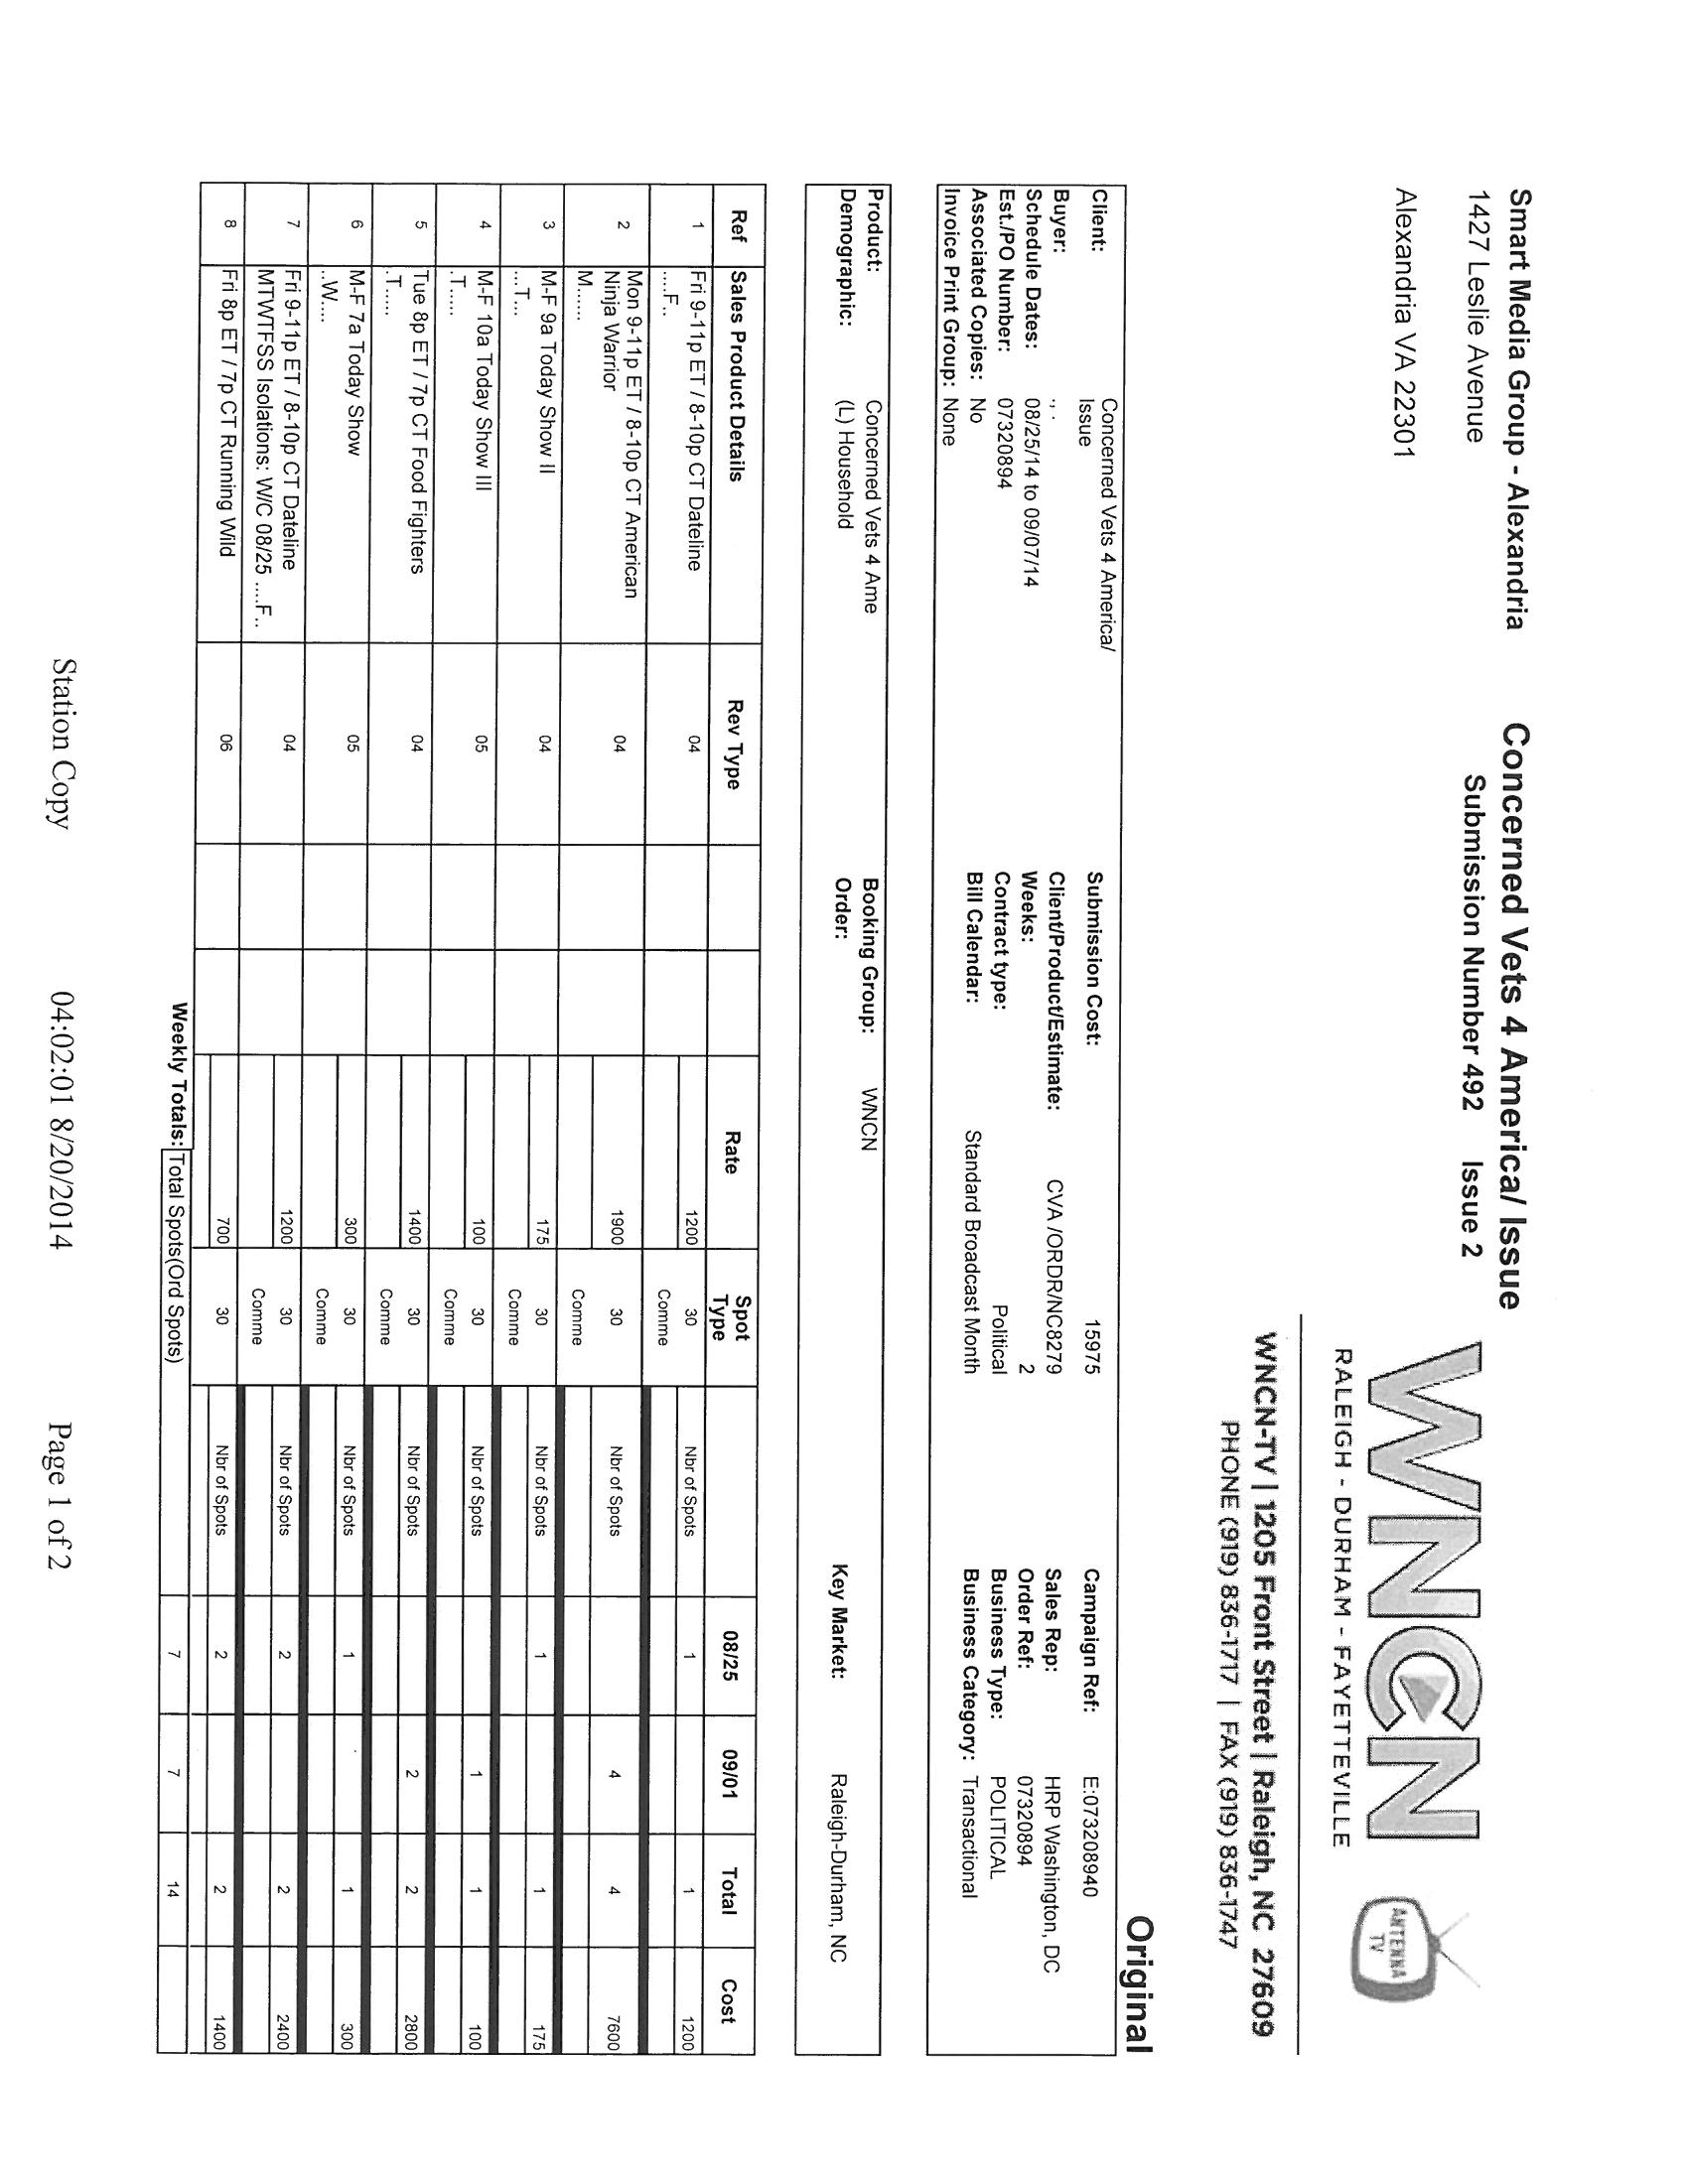 Smart Media Group - Alexandria
1427 Leslie Avenue
Alexandria VA 22301
Concerned Vets 4 America/ Issue
Submission Number 492 Issue 2
WNCN
RALEIGH - DURHAM - FAYETTEVILLE
ANTENNA TV
WNCN-TV | 1205 Front Street | Raleigh, NC 27609
PHONE (919) 836-1717 | FAX (919) 836-1747
Original
Client: Concerned Vets 4 America/ Issue
Buyer: ., .
Schedule Dates: 08/25/14 to 09/07/14
Est./PO Number: 07320894
Associated Copies: No
Invoice Print Group: None
Submission Cost: 15975
Client/Product/Estimate: CVA /ORDR/NC8279
Weeks: 2
Contract type: Political
Bill Calendar: Standard Broadcast Month
Campaign Ref: E:073208940
Sales Rep: HRP Washington, DC
Order Ref: 07320894
Business Type: POLITICAL
Business Category: Transactional
Product: Concerned Vets 4 Ame
Demographic: (L) Household
Booking Group: WNCN
Order:
Key Market: Raleigh-Durham, NC
Ref Sales Product Details Rev Type Rate Spot Type 08/25 09/01 Total Cost
1 Fri 9-11p ET / 8-10p CT Dateline 04 1200 30 Nbr of Spots 1 1 1200
....F.. Comme
2 Mon 9-11p ET / 8-10p CT American 04 1900 30 Nbr of Spots 4 4 7600
Ninja Warrior
M...... Comme
3 M-F 9a Today Show II 04 175 30 Nbr of Spots 1 1 175
...T... Comme
4 M-F 10a Today Show III 05 100 30 Nbr of Spots 1 1 100
.T..... Comme
5 Tue 8p ET / 7p CT Food Fighters 04 1400 30 Nbr of Spots 2 2 2800
.T..... Comme
6 M-F 7a Today Show 05 300 30 Nbr of Spots 1 1 300
..W.... Comme
7 Fri 9-11p ET / 8-10p CT Dateline 04 1200 30 Nbr of Spots 2 2 2400
MTWTFSS Isolations: W/C 08/25 ....F.. Comme
8 Fri 8p ET / 7p CT Running Wild 06 700 30 Nbr of Spots 2 2 1400
Weekly Totals: Total Spots(Ord Spots) 7 7 14
Station Copy 04:02:01 8/20/2014 Page 1 of 2